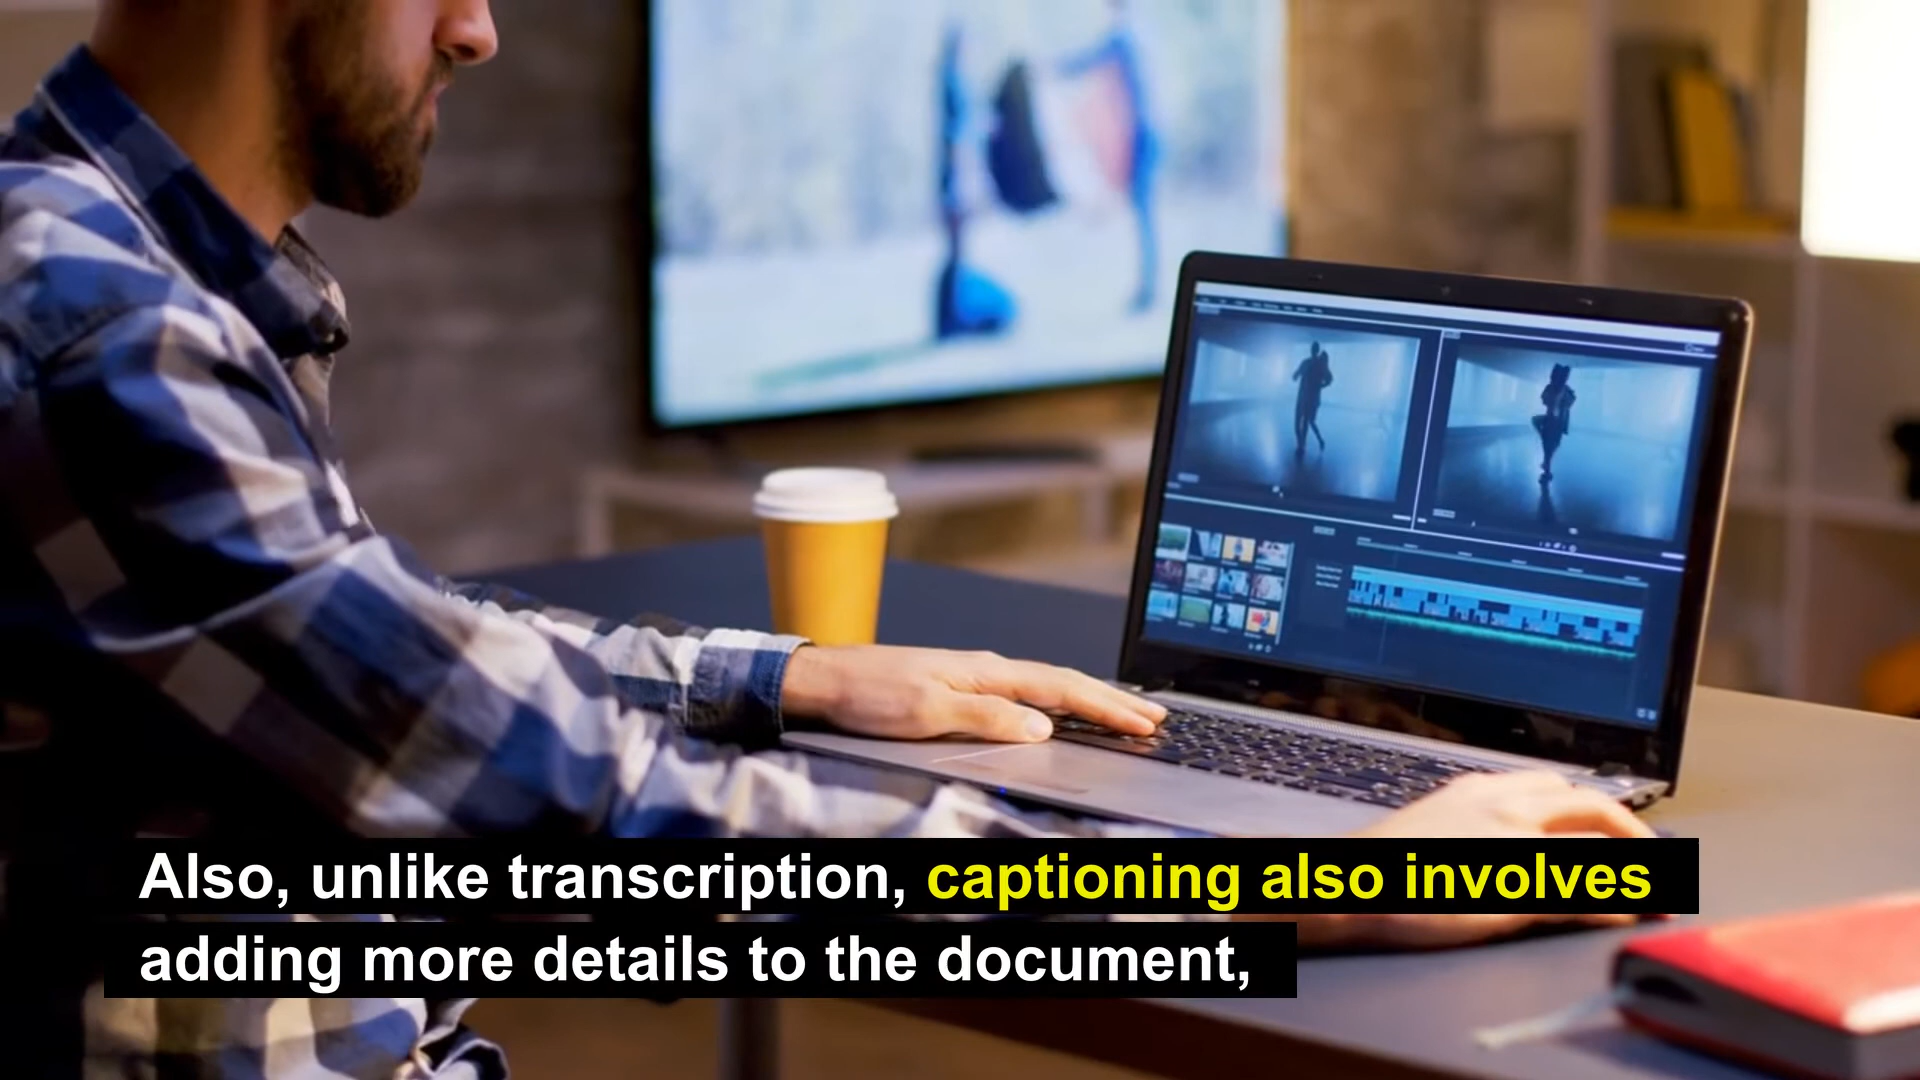 Also, unlike transcription, captioning also involves
adding more details to the document,